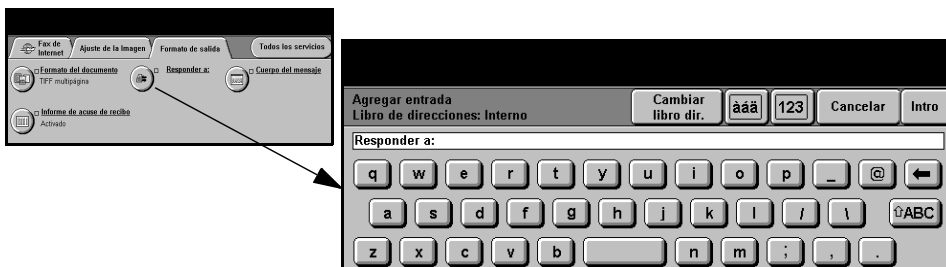 Fax de Internet
Ajuste de la Imagen
Formato de salida
Todos los servicios
Formato del documento
TIFF multipágina
Responder a:
Cuerpo del mensaje
Informe de acuse de recibo
Activado
Agregar entrada
Libro de direcciones: Interno
Cambiar libro dir.
àáä
123
Cancelar
Intro
Responder a:
q w e r t y u i o p _ @
a s d f g h j k l / \ ⇧ABC
z x c v b n m ; , .